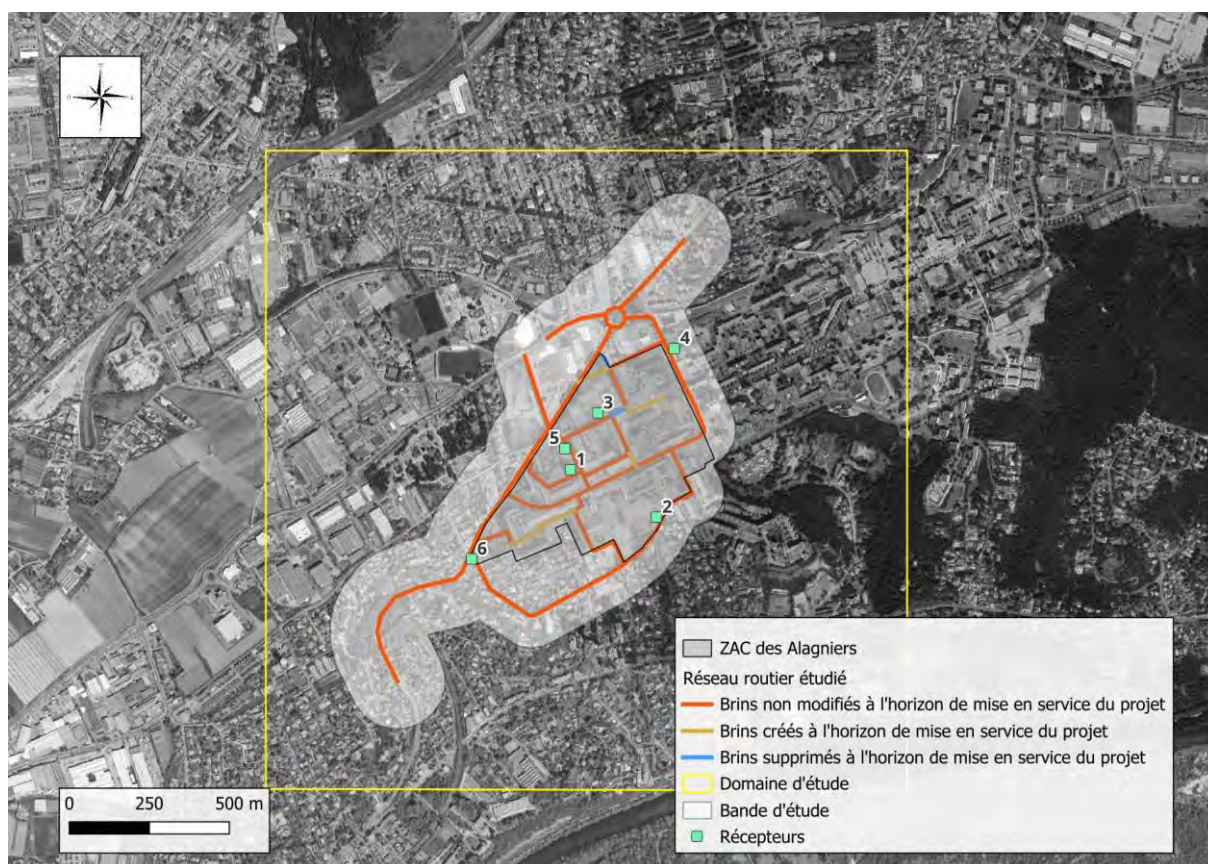 4
3
5
1
2
6
ZAC des Alagniers
Réseau routier étudié
Brins non modifiés à l'horizon de mise en service du projet
Brins créés à l'horizon de mise en service du projet
Brins supprimés à l'horizon de mise en service du projet
Domaine d'étude
Bande d'étude
Récepteurs
0 250 500 m